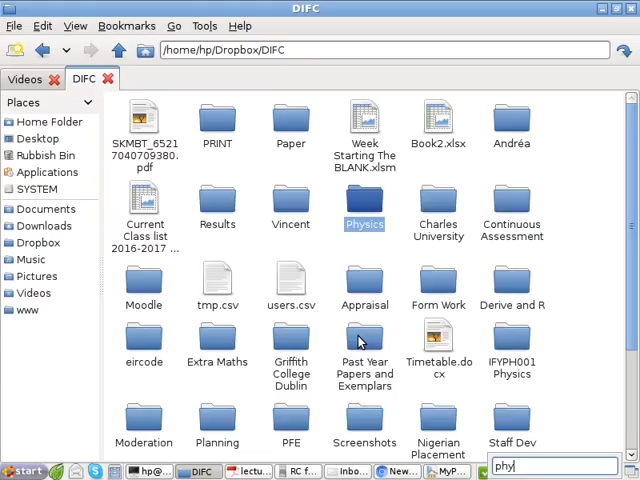 DIFC
File Edit View Bookmarks Go Tools Help
/home/hp/Dropbox/DIFC
Videos DIFC
Places
Home Folder
Desktop
Rubbish Bin
Applications
SYSTEM
Documents
Downloads
Dropbox
Music
Pictures
Videos
www
SKMBT_6521
7040709380.
pdf
PRINT
Paper
Week
Starting The
BLANK.xlsm
Book2.xlsx
Andréa
Current
Class list
2016-2017 ...
Results
Vincent
Physics
Charles
University
Continuous
Assessment
Moodle
tmp.csv
users.csv
Appraisal
Form Work
Derive and R
eircode
Extra Maths
Griffith
College
Dublin
Past Year
Papers and
Exemplars
Timetable.do
cx
IFYPH001
Physics
Moderation
Planning
PFE
Screenshots
Nigerian
Placement
Staff Dev
start hp@... DIFC lectu... RC f... Inbo... New... MyP...
phy